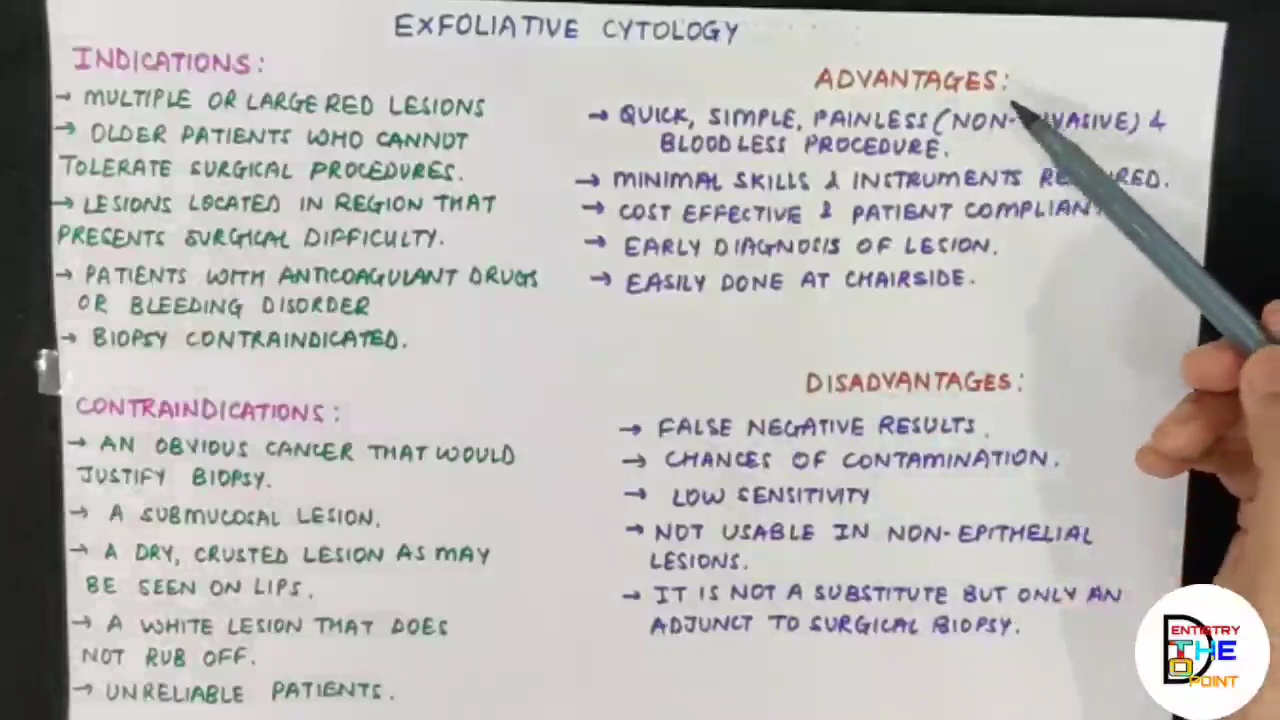 EXFOLIATIVE CYTOLOGY
INDICATIONS:
→ MULTIPLE OR LARGE RED LESIONS
→ OLDER PATIENTS WHO CANNOT
TOLERATE SURGICAL PROCEDURES.
→ LESIONS LOCATED IN REGION THAT
PRESENTS SURGICAL DIFFICULTY.
→ PATIENTS WITH ANTICOAGULANT DRUGS
OR BLEEDING DISORDER
→ BIOPSY CONTRAINDICATED.
CONTRAINDICATIONS:
→ AN OBVIOUS CANCER THAT WOULD
JUSTIFY BIOPSY.
→ A SUBMUCOSAL LESION.
→ A DRY, CRUSTED LESION AS MAY
BE SEEN ON LIPS.
→ A WHITE LESION THAT DOES
NOT RUB OFF.
→ UNRELIABLE PATIENTS.
ADVANTAGES:
→ QUICK, SIMPLE, PAINLESS (NON- &
BLOODLESS PROCEDURE.
→ MINIMAL SKILLS & INSTRUMENTS
→ COST EFFECTIVE & PATIENT
→ EARLY DIAGNOSIS OF LESION.
→ EASILY DONE AT CHAIRSIDE.
DISADVANTAGES:
→ FALSE NEGATIVE RESULTS.
→ CHANCES OF CONTAMINATION.
→ LOW SENSITIVITY
→ NOT USABLE IN NON-EPITHELIAL
LESIONS.
→ IT IS NOT A SUBSTITUTE BUT ONLY AN
ADJUNCT TO SURGICAL BIOPSY.
DENTISTRY
THE
TO
POINT